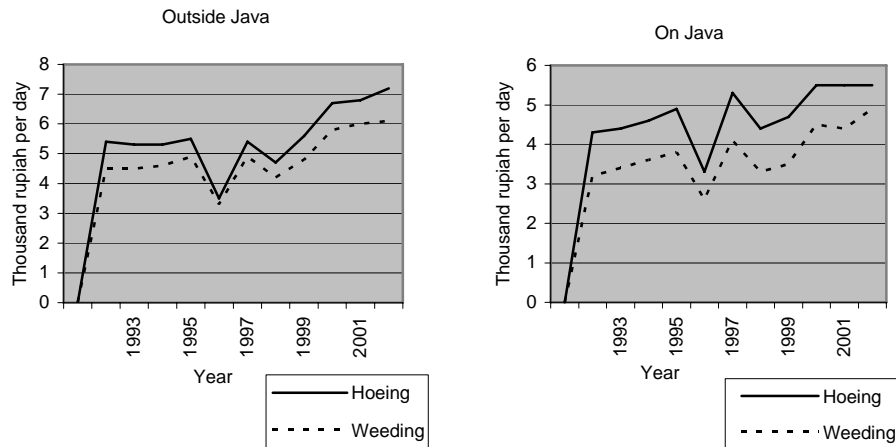 Outside Java
Thousand rupiah per day
8
7
6
5
4
3
2
1
0
1993
1995
1997
1999
2001
Year
Hoeing
Weeding
On Java
Thousand rupiah per day
6
5
4
3
2
1
0
1993
1995
1997
1999
2001
Year
Hoeing
Weeding